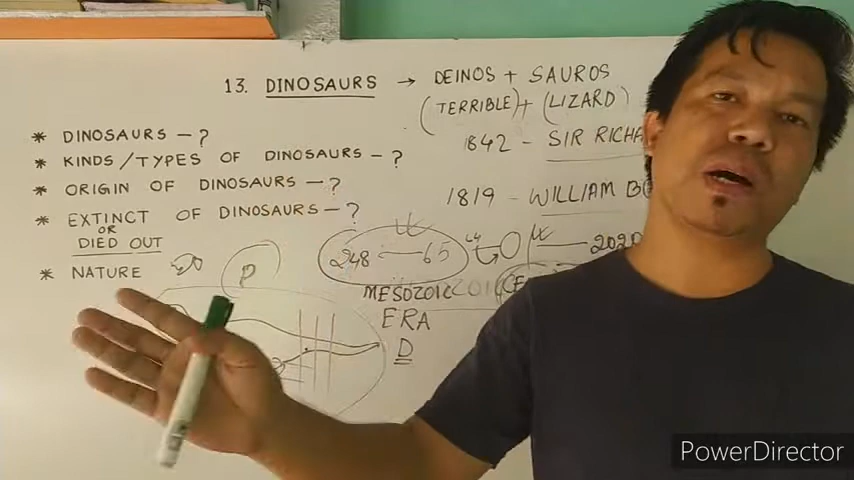 13. DINOSAURS → DEINOS + SAUROS
(TERRIBLE) + (LIZARD)
1842 - SIR RICHA
1819 - WILLIAM B
* DINOSAURS - ?
* KINDS / TYPES OF DINOSAURS - ?
* ORIGIN OF DINOSAURS - ?
* EXTINCT OF DINOSAURS - ?
OR
DIED OUT
* NATURE
P
248 — 65
2020
MESOZOIC
ERA
D
PowerDirector